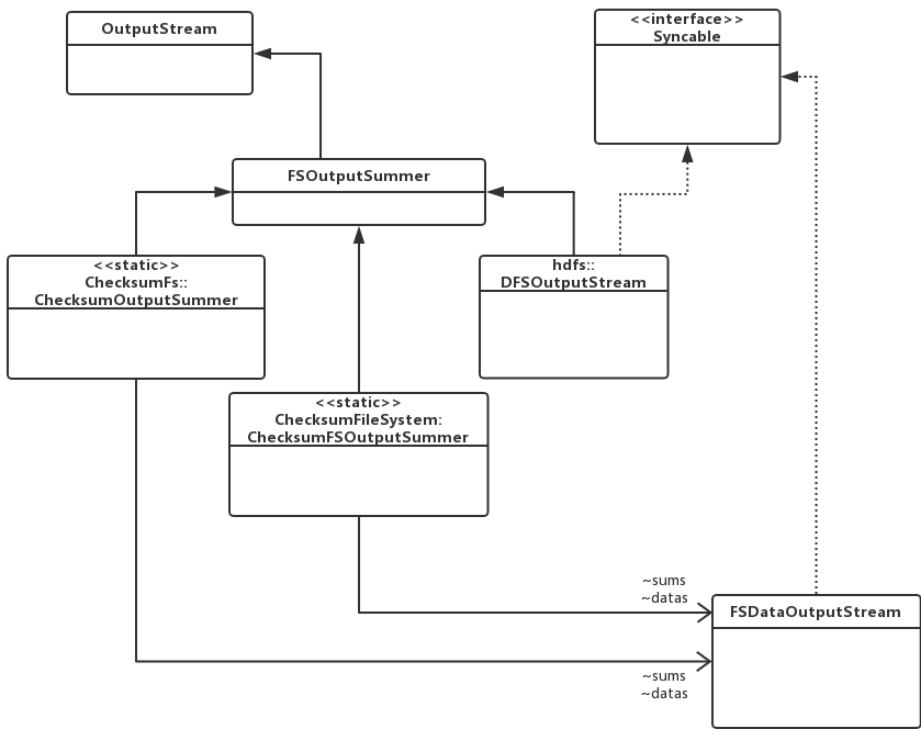 OutputStream
<<interface>>
Syncable
FSOutputSummer
<<static>>
ChecksumFs::
ChecksumOutputSummer
hdfs::
DFSOutputStream
<<static>>
ChecksumFileSystem:
ChecksumFSOutputSummer
~sums
~datas
FSDataOutputStream
~sums
~datas